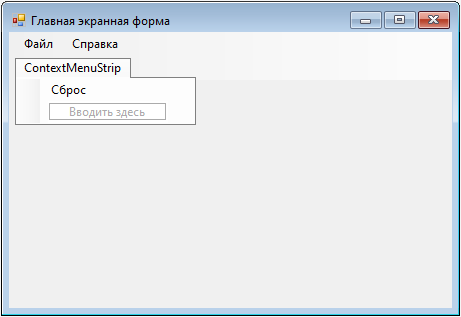 Главная экранная форма
Файл Справка
ContextMenuStrip
Сброс
Вводить здесь